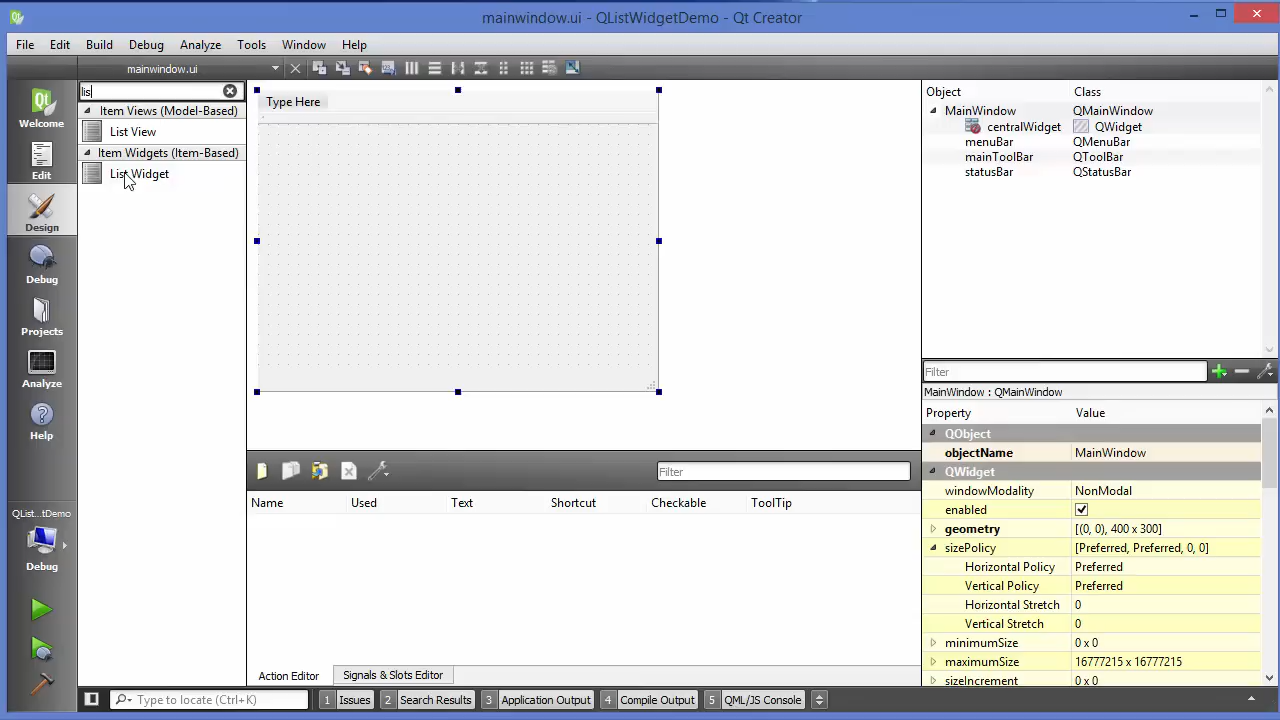 mainwindow.ui - QListWidgetDemo - Qt Creator
File Edit Build Debug Analyze Tools Window Help
mainwindow.ui
Welcome
Edit
Design
Debug
Projects
Analyze
Help
QList...tDemo
Debug
lis
Item Views (Model-Based)
List View
Item Widgets (Item-Based)
List Widget
Type Here
Filter
Name Used Text Shortcut Checkable ToolTip
Action Editor Signals & Slots Editor
Object Class
MainWindow QMainWindow
centralWidget QWidget
menuBar QMenuBar
mainToolBar QToolBar
statusBar QStatusBar
Filter
MainWindow : QMainWindow
Property Value
QObject
objectName MainWindow
QWidget
windowModality NonModal
enabled
geometry [(0, 0), 400 x 300]
sizePolicy [Preferred, Preferred, 0, 0]
Horizontal Policy Preferred
Vertical Policy Preferred
Horizontal Stretch 0
Vertical Stretch 0
minimumSize 0 x 0
maximumSize 16777215 x 16777215
sizeIncrement 0 x 0
Type to locate (Ctrl+K) 1 Issues 2 Search Results 3 Application Output 4 Compile Output 5 QML/JS Console